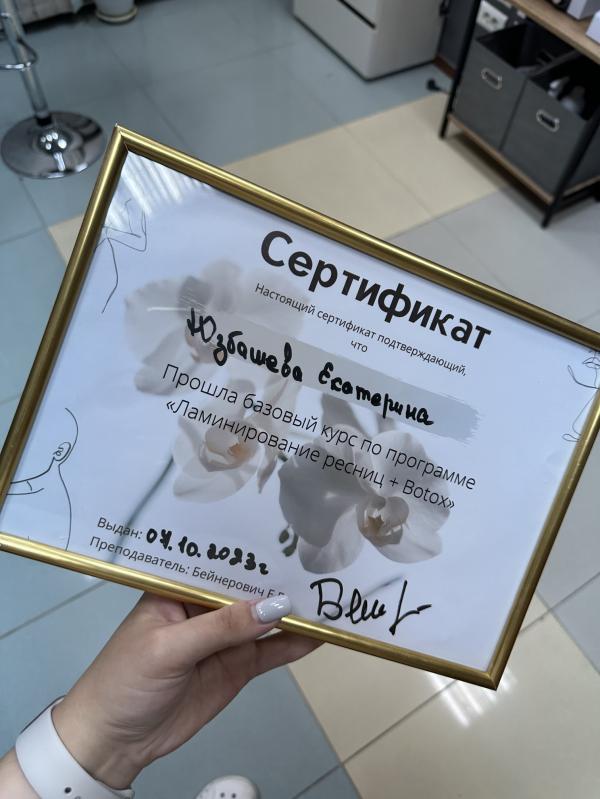 Сертификат
Настоящий сертификат подтверждающий,
что
Юзбашева Екатерина
Прошла базовый курс по программе
«Ламинирование ресниц + Botox»
Выдан: 04.10.2023г
Преподаватель: Бейнерович Е.